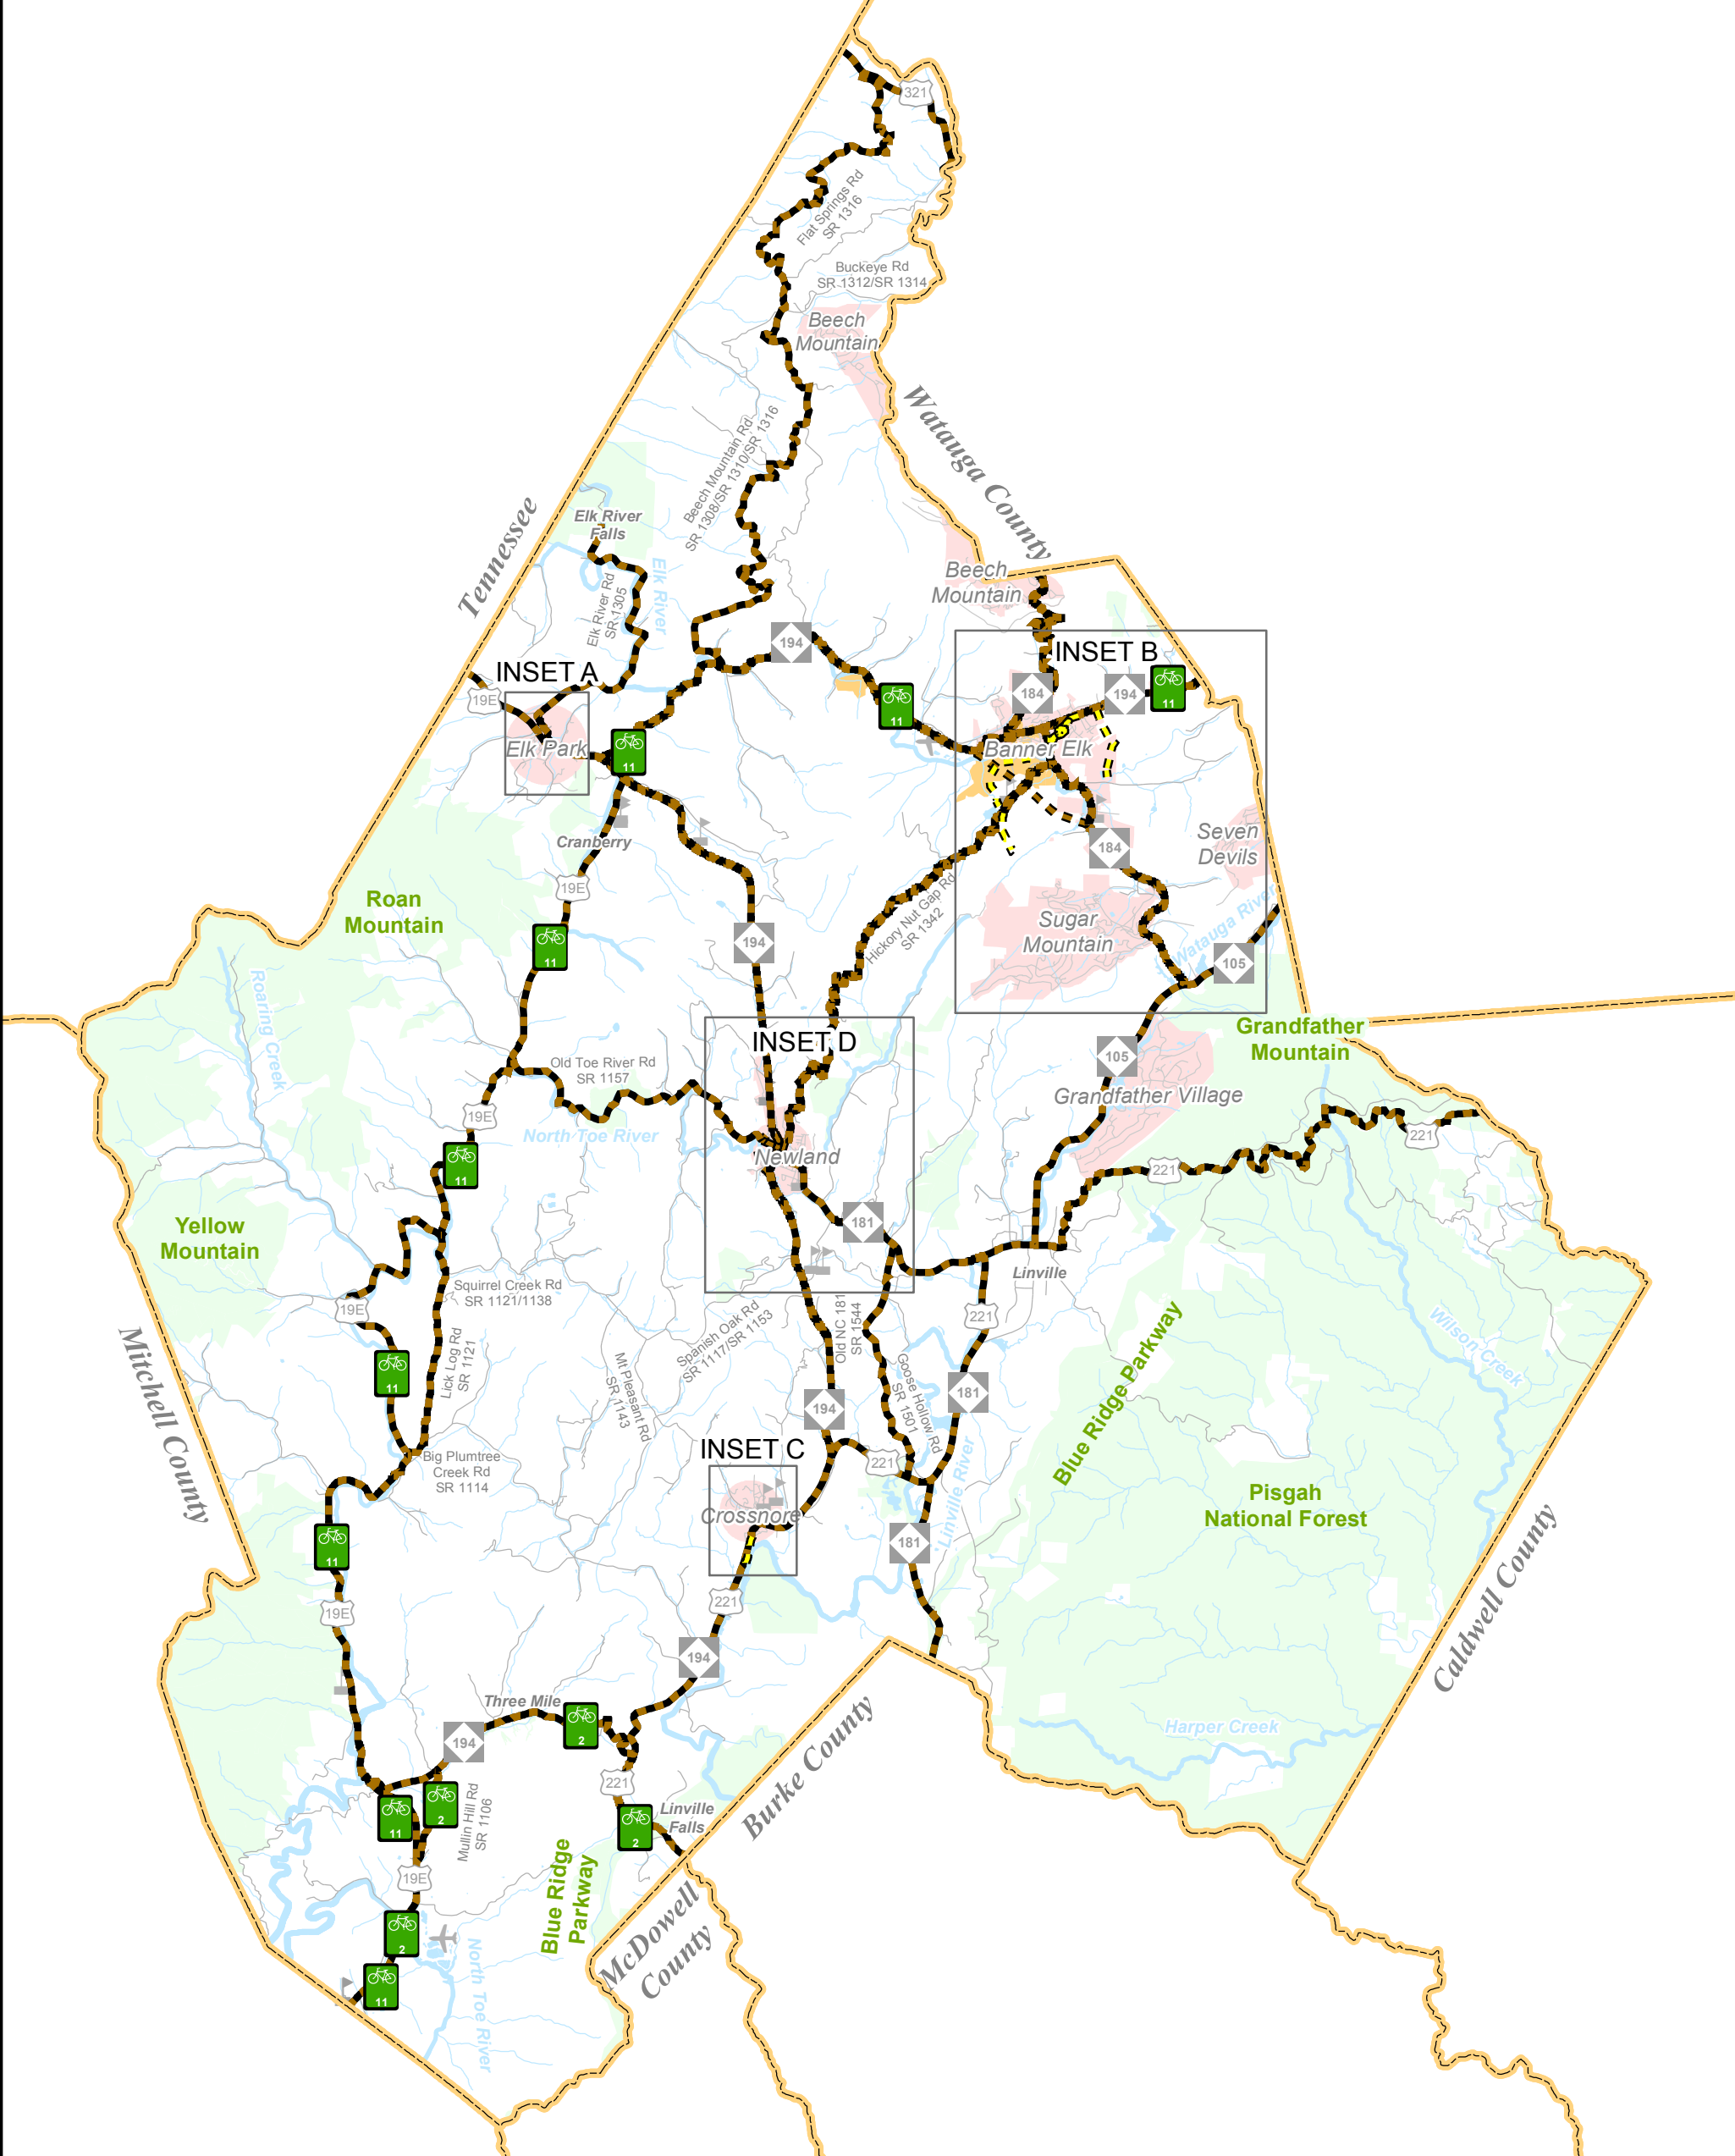 321
Flat Springs Rd
SR 1316
Buckeye Rd
SR 1312/SR 1314
Beech
Mountain
Watauga County
Beech Mountain Rd
SR 1308/SR 1310/SR 1316
Tennessee
Elk River
Falls
Elk River
Elk River Rd
SR 1305
Beech
Mountain
194
INSET A
INSET B
19E
184
194
11
11
Elk Park
11
Banner Elk
Cranberry
184
Seven
Devils
19E
Roan
Mountain
Hickory Nut Gap Rd
SR 1342
Sugar
Mountain
Watauga River
194
11
105
Roaring Creek
INSET D
105
Grandfather
Mountain
Old Toe River Rd
SR 1157
Grandfather Village
19E
North Toe River
221
Newland
11
221
Yellow
Mountain
181
Linville
Squirrel Creek Rd
SR 1121/1138
19E
221
Spanish Oak Rd
SR 1117/SR 1153
Old NC 181
SR 1544
Mitchell County
Lick Log Rd
SR 1121
11
Mt Pleasant Rd
SR 1143
Goose Hollow Rd
SR 1501
181
Blue Ridge Parkway
Wilson Creek
194
INSET C
Big Plumtree
Creek Rd
SR 1114
221
Linville River
Pisgah
National Forest
Crossnore
11
181
Caldwell County
19E
221
194
Three Mile
2
194
Harper Creek
221
Burke County
2
11
Mullin Hill Rd
SR 1106
Linville
Falls
2
19E
Blue Ridge
Parkway
McDowell
County
2
11
North Toe River